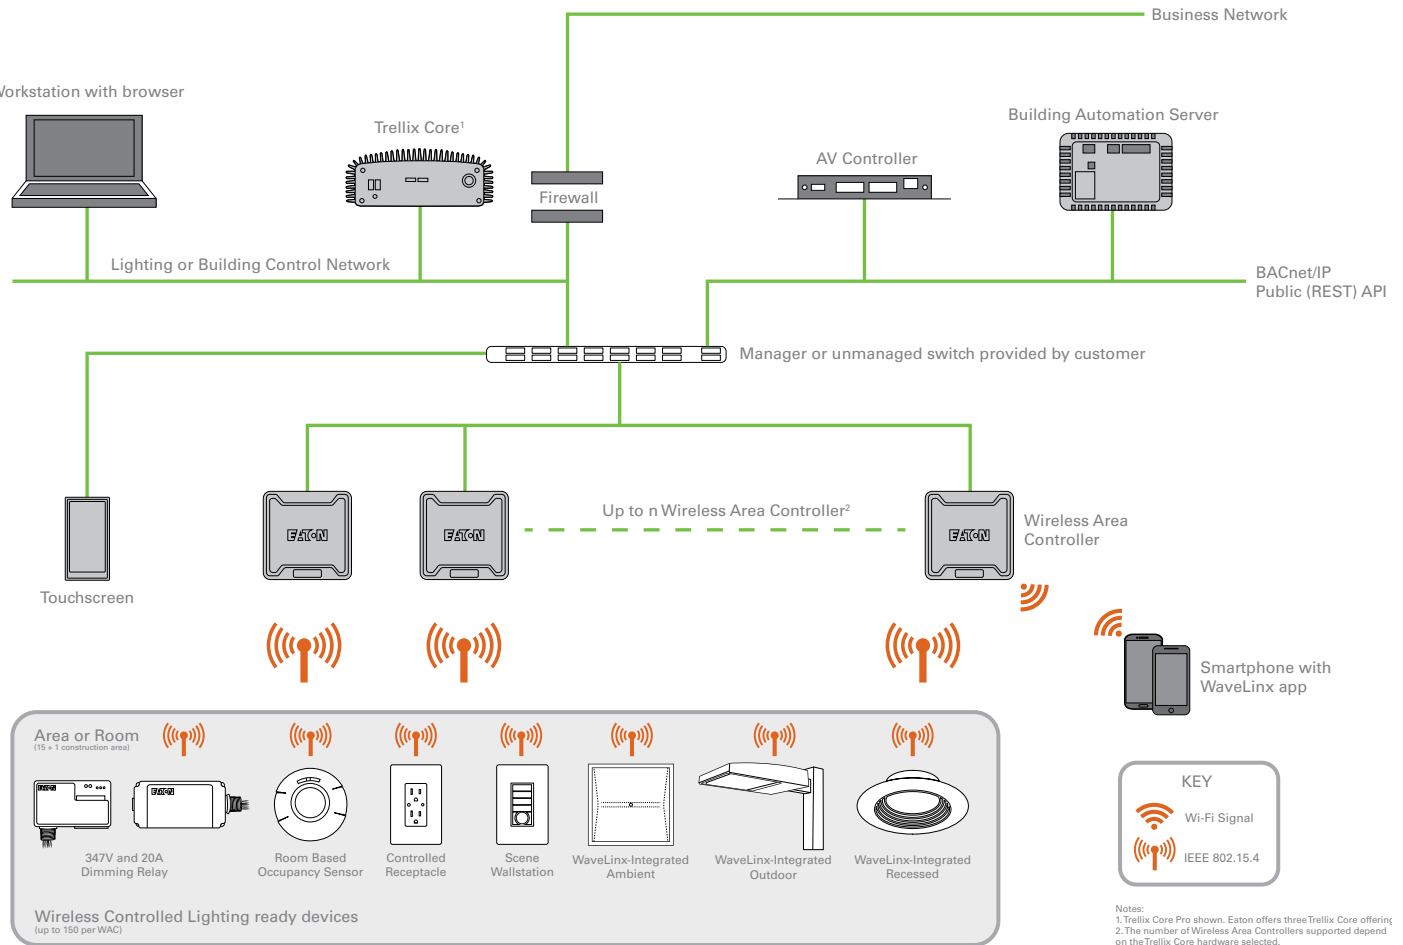 Business Network
Workstation with browser
Trellix Core¹
Building Automation Server
AV Controller
Firewall
Lighting or Building Control Network
BACnet/IP
Public (REST) API
Manager or unmanaged switch provided by customer
Up to n Wireless Area Controller²
EATON
EATON
EATON
Wireless Area
Controller
Touchscreen
Smartphone with
WaveLinx app
Area or Room
(15 + 1 construction area)
EATON
EATON
347V and 20A
Dimming Relay
Room Based
Occupancy Sensor
Controlled
Receptacle
Scene
Wallstation
WaveLinx-Integrated
Ambient
WaveLinx-Integrated
Outdoor
WaveLinx-Integrated
Recessed
Wireless Controlled Lighting ready devices
(up to 150 per WAC)
KEY
Wi-Fi Signal
IEEE 802.15.4
Notes:
1. Trellix Core Pro shown. Eaton offers three Trellix Core offering
2. The number of Wireless Area Controllers supported depend
on the Trellix Core hardware selected.